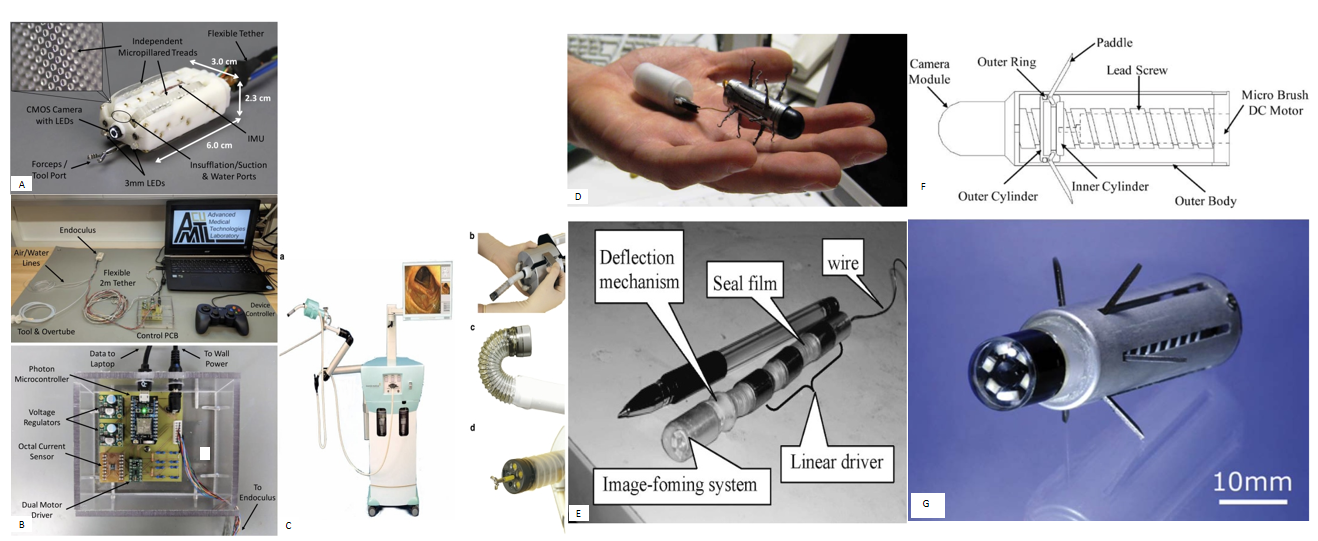 Independent
Micropillared Treads
Flexible Tether
3.0 cm
2.3 cm
CMOS Camera
with LEDs
6.0 cm
IMU
Forceps /
Tool Port
Insufflation/Suction
& Water Ports
3mm LEDs
A
Advanced
Medical
Technologies
Laboratory
AMTL
Endoculus
Air/Water
Lines
Flexible
2m Tether
Device
Controller
Tool & Overtube
Control PCB
Data to
Laptop
To Wall
Power
Photon
Microcontroller
Voltage
Regulators
Octal Current
Sensor
Dual Motor
Driver
To
Endoculus
B
a
b
c
d
C
D
Deflection
mechanism
Seal film
wire
Linear driver
Image-foming system
E
Paddle
Outer Ring
Lead Screw
Camera
Module
Micro Brush
DC Motor
Inner Cylinder
Outer Cylinder
Outer Body
F
10mm
G